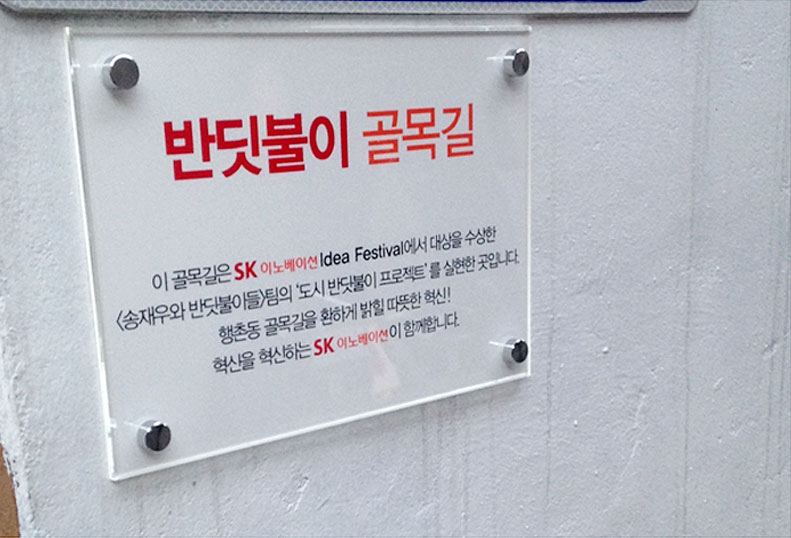 반딧불이 골목길
이 골목길은 SK 이노베이션 Idea Festival에서 대상을 수상한
<송재우와 반딧불이들>팀의 '도시 반딧불이 프로젝트'를 실현한 곳입니다.
행촌동 골목길을 환하게 밝힐 따뜻한 혁신!
혁신을 혁신하는 SK 이노베이션이 함께합니다.